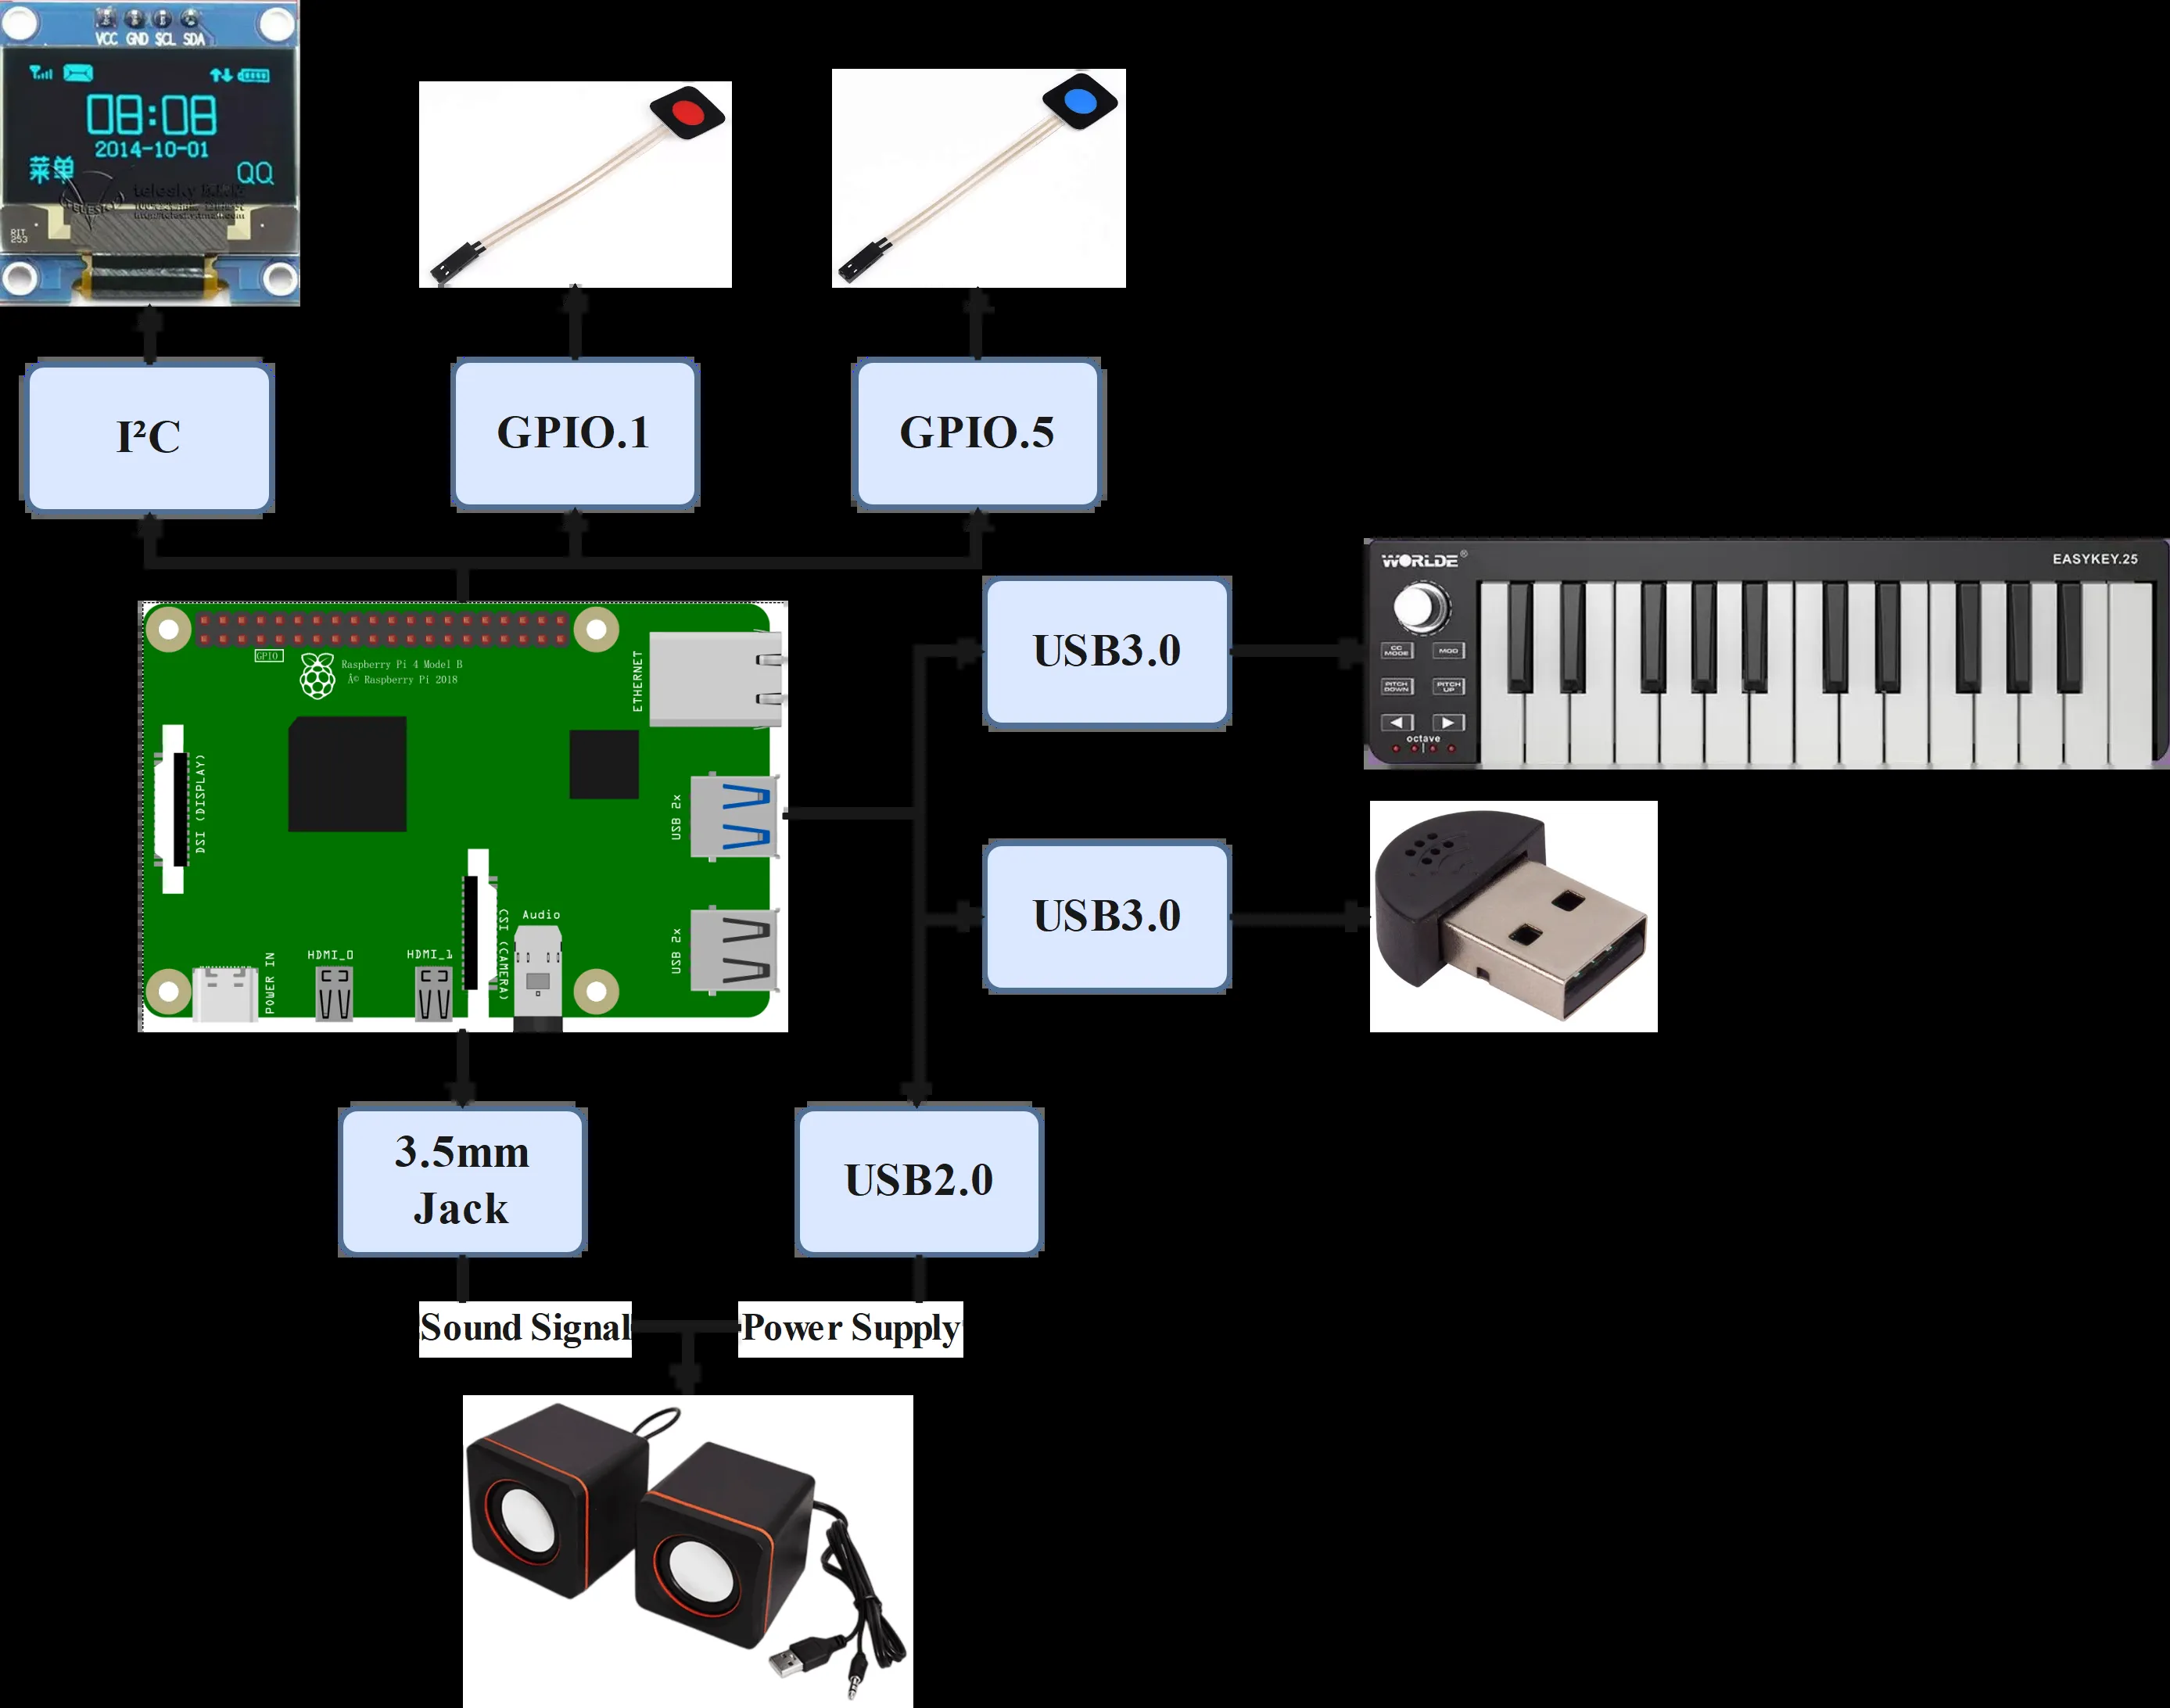 VCC GND SCL SDA
08:08
2014-10-01
菜单 QQ
telesky
RIT
253
I²C
GPIO.1
GPIO.5
WORLDE®
EASYKEY.25
CC
MODE
MOD
PITCH
DOWN
PITCH
UP
octave
GPIO
Raspberry Pi 4 Model B
Â© Raspberry Pi 2018
ETHERNET
DSI (DISPLAY)
USB 2x
USB 2x
CSI (CAMERA)
Audio
HDMI_0
HDMI_1
POWER IN
USB3.0
USB3.0
3.5mm
Jack
USB2.0
Sound Signal
Power Supply